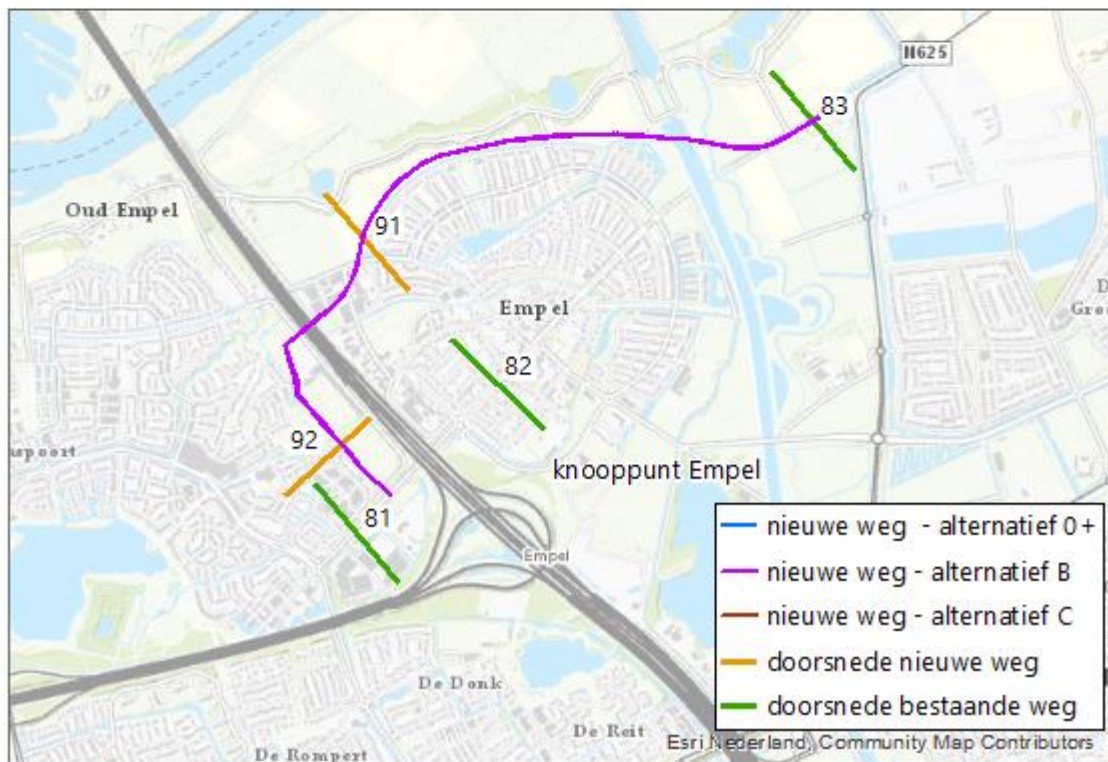 N625
83
Oud Empel
91
Empel
82
92
knooppunt Empel
81
Empel
nieuwe weg - alternatief 0+
nieuwe weg - alternatief B
nieuwe weg - alternatief C
doorsnede nieuwe weg
doorsnede bestaande weg
De Donk
De Reit
De Rompert
Esri Nederland, Community Map Contributors